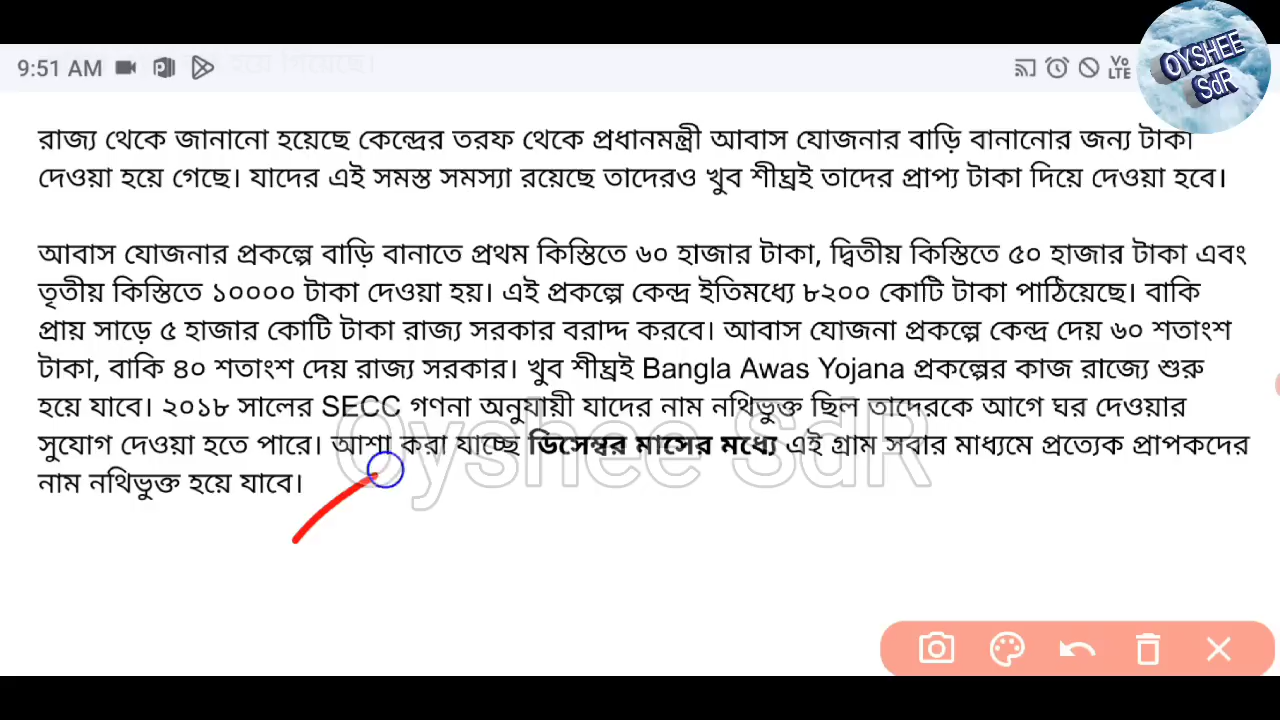 9:51 AM
হয়ে গিয়েছে।
Vo
LTE
OYSHEE
SdR
রাজ্য থেকে জানানো হয়েছে কেন্দ্রের তরফ থেকে প্রধানমন্ত্রী আবাস যোজনার বাড়ি বানানোর জন্য টাকা
দেওয়া হয়ে গেছে। যাদের এই সমস্ত সমস্যা রয়েছে তাদেরও খুব শীঘ্রই তাদের প্রাপ্য টাকা দিয়ে দেওয়া হবে।
আবাস যোজনার প্রকল্পে বাড়ি বানাতে প্রথম কিস্তিতে ৬০ হাজার টাকা, দ্বিতীয় কিস্তিতে ৫০ হাজার টাকা এবং
তৃতীয় কিস্তিতে ১০০০০ টাকা দেওয়া হয়। এই প্রকল্পে কেন্দ্র ইতিমধ্যে ৮২০০ কোটি টাকা পাঠিয়েছে। বাকি
প্রায় সাড়ে ৫ হাজার কোটি টাকা রাজ্য সরকার বরাদ্দ করবে। আবাস যোজনা প্রকল্পে কেন্দ্র দেয় ৬০ শতাংশ
টাকা, বাকি ৪০ শতাংশ দেয় রাজ্য সরকার। খুব শীঘ্রই Bangla Awas Yojana প্রকল্পের কাজ রাজ্যে শুরু
হয়ে যাবে। ২০১৮ সালের SECC গণনা অনুযায়ী যাদের নাম নথিভুক্ত ছিল তাদেরকে আগে ঘর দেওয়ার
সুযোগ দেওয়া হতে পারে। আশা করা যাচ্ছে ডিসেম্বর মাসের মধ্যে এই গ্রাম সবার মাধ্যমে প্রত্যেক প্রাপকদের
নাম নথিভুক্ত হয়ে যাবে।
Oyshee SdR